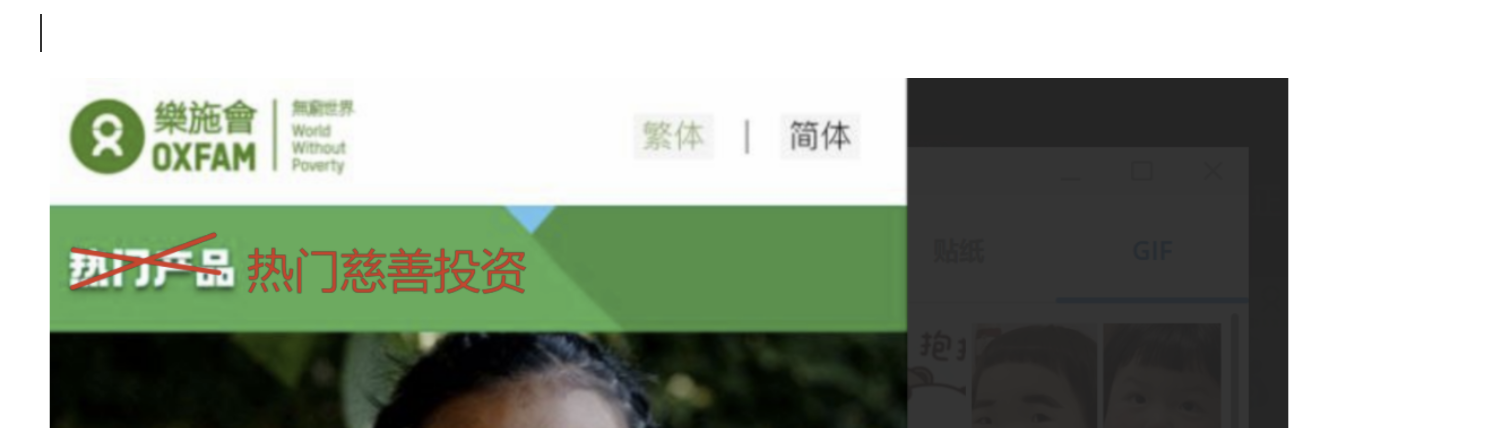 樂施會
OXFAM
無窮世界
World
Without
Poverty
繁体 | 简体
热门产品 热门慈善投资
贴纸 GIF
抱